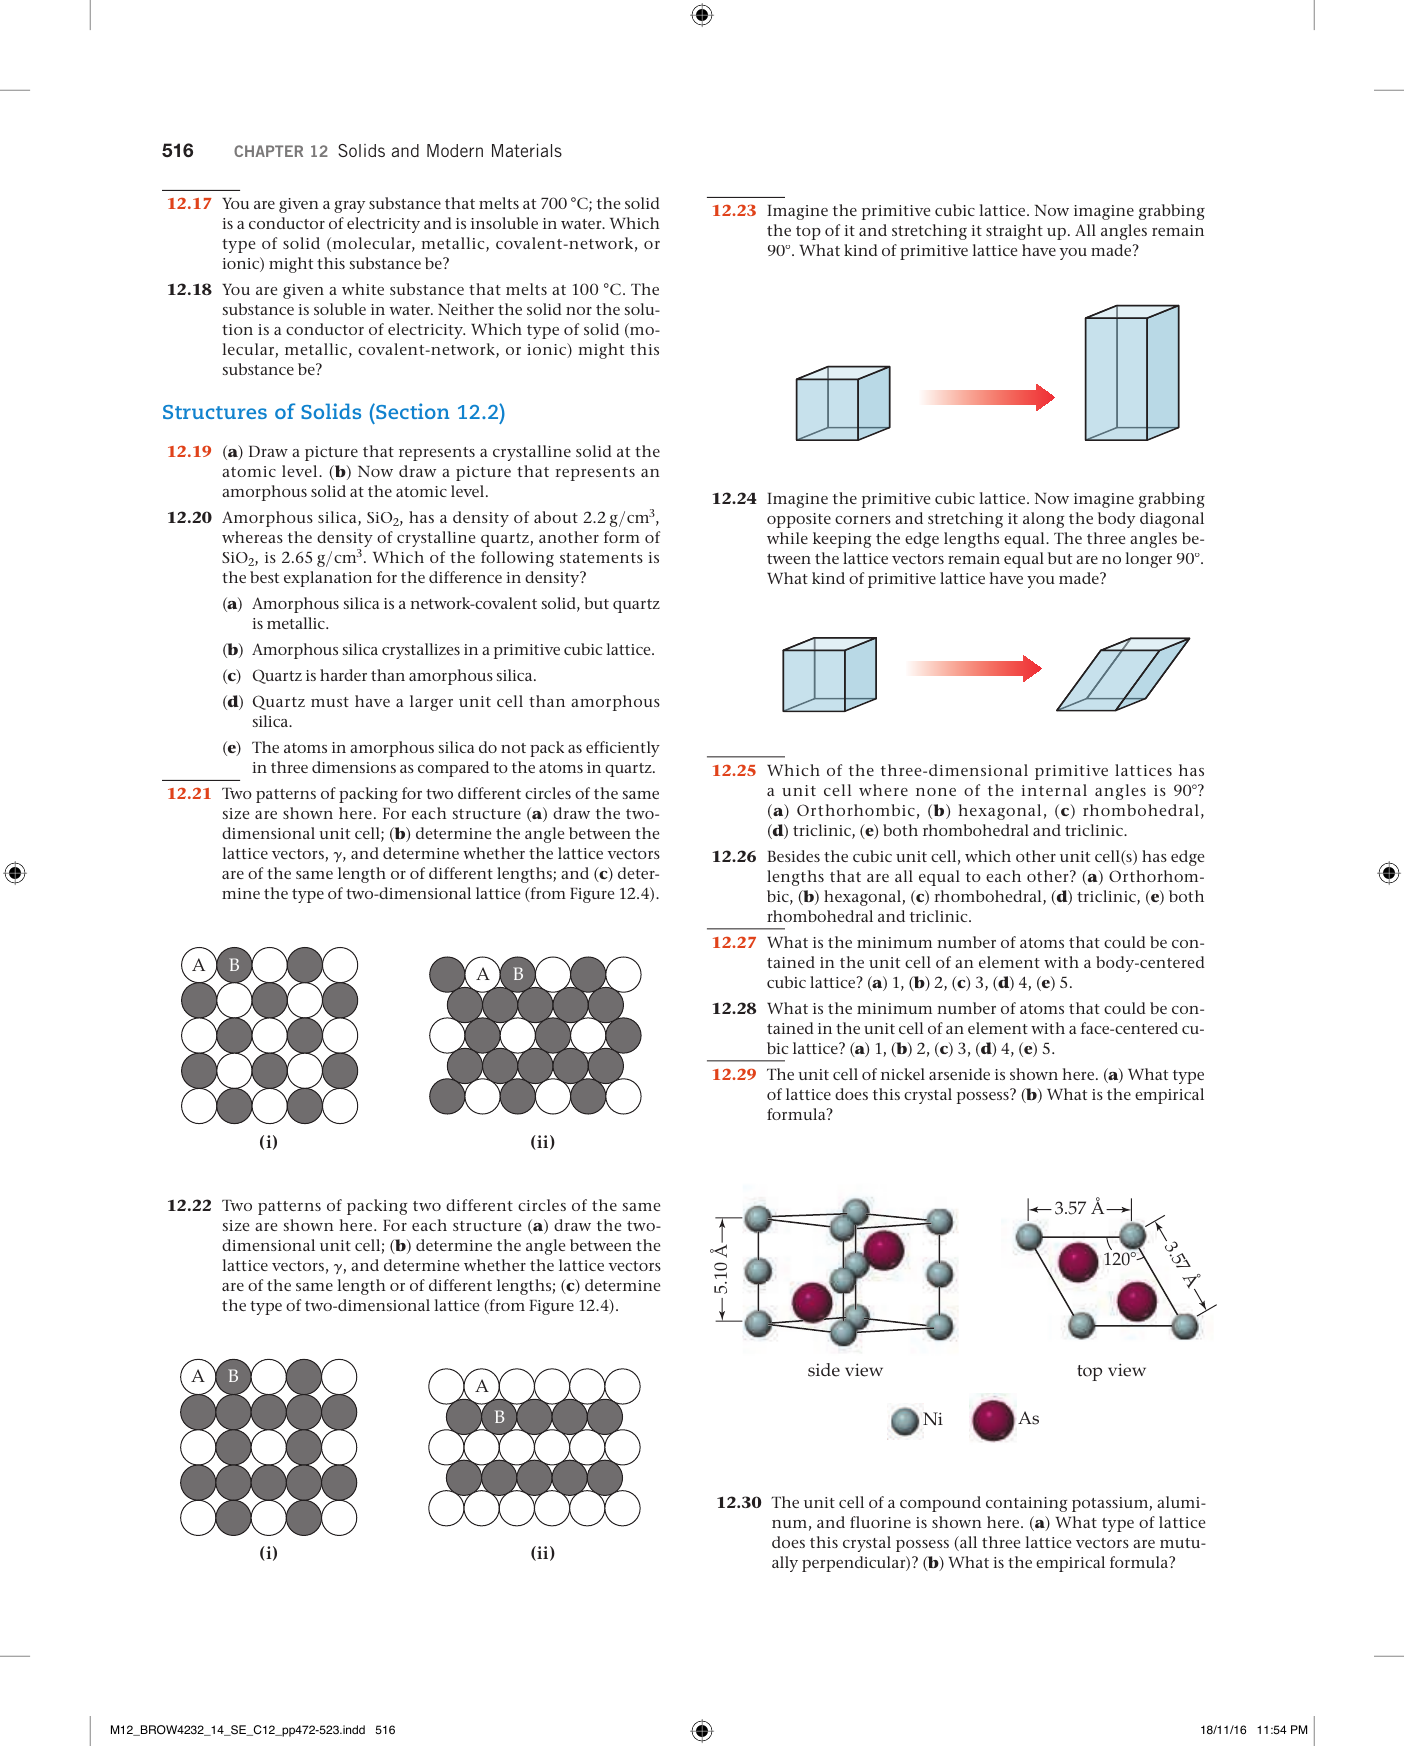 516 CHAPTER 12 Solids and Modern Materials
12.17 You are given a gray substance that melts at 700 °C; the solid
is a conductor of electricity and is insoluble in water. Which
type of solid (molecular, metallic, covalent-network, or
ionic) might this substance be?
12.18 You are given a white substance that melts at 100 °C. The
substance is soluble in water. Neither the solid nor the solu-
tion is a conductor of electricity. Which type of solid (mo-
lecular, metallic, covalent-network, or ionic) might this
substance be?
Structures of Solids (Section 12.2)
12.19 (a) Draw a picture that represents a crystalline solid at the
atomic level. (b) Now draw a picture that represents an
amorphous solid at the atomic level.
12.20 Amorphous silica, SiO₂, has a density of about 2.2 g/cm³,
whereas the density of crystalline quartz, another form of
SiO₂, is 2.65 g/cm³. Which of the following statements is
the best explanation for the difference in density?
(a) Amorphous silica is a network-covalent solid, but quartz
is metallic.
(b) Amorphous silica crystallizes in a primitive cubic lattice.
(c) Quartz is harder than amorphous silica.
(d) Quartz must have a larger unit cell than amorphous
silica.
(e) The atoms in amorphous silica do not pack as efficiently
in three dimensions as compared to the atoms in quartz.
12.21 Two patterns of packing for two different circles of the same
size are shown here. For each structure (a) draw the two-
dimensional unit cell; (b) determine the angle between the
lattice vectors, γ, and determine whether the lattice vectors
are of the same length or of different lengths; and (c) deter-
mine the type of two-dimensional lattice (from Figure 12.4).
A B
A B
(i)
(ii)
12.22 Two patterns of packing two different circles of the same
size are shown here. For each structure (a) draw the two-
dimensional unit cell; (b) determine the angle between the
lattice vectors, γ, and determine whether the lattice vectors
are of the same length or of different lengths; (c) determine
the type of two-dimensional lattice (from Figure 12.4).
A B
A
B
(i)
(ii)
12.23 Imagine the primitive cubic lattice. Now imagine grabbing
the top of it and stretching it straight up. All angles remain
90°. What kind of primitive lattice have you made?
12.24 Imagine the primitive cubic lattice. Now imagine grabbing
opposite corners and stretching it along the body diagonal
while keeping the edge lengths equal. The three angles be-
tween the lattice vectors remain equal but are no longer 90°.
What kind of primitive lattice have you made?
12.25 Which of the three-dimensional primitive lattices has
a unit cell where none of the internal angles is 90°?
(a) Orthorhombic, (b) hexagonal, (c) rhombohedral,
(d) triclinic, (e) both rhombohedral and triclinic.
12.26 Besides the cubic unit cell, which other unit cell(s) has edge
lengths that are all equal to each other? (a) Orthorhom-
bic, (b) hexagonal, (c) rhombohedral, (d) triclinic, (e) both
rhombohedral and triclinic.
12.27 What is the minimum number of atoms that could be con-
tained in the unit cell of an element with a body-centered
cubic lattice? (a) 1, (b) 2, (c) 3, (d) 4, (e) 5.
12.28 What is the minimum number of atoms that could be con-
tained in the unit cell of an element with a face-centered cu-
bic lattice? (a) 1, (b) 2, (c) 3, (d) 4, (e) 5.
12.29 The unit cell of nickel arsenide is shown here. (a) What type
of lattice does this crystal possess? (b) What is the empirical
formula?
5.10 Å
3.57 Å
120°
3.57 Å
side view
top view
Ni
As
12.30 The unit cell of a compound containing potassium, alumi-
num, and fluorine is shown here. (a) What type of lattice
does this crystal possess (all three lattice vectors are mutu-
ally perpendicular)? (b) What is the empirical formula?
M12_BROW4232_14_SE_C12_pp472-523.indd 516
18/11/16 11:54 PM